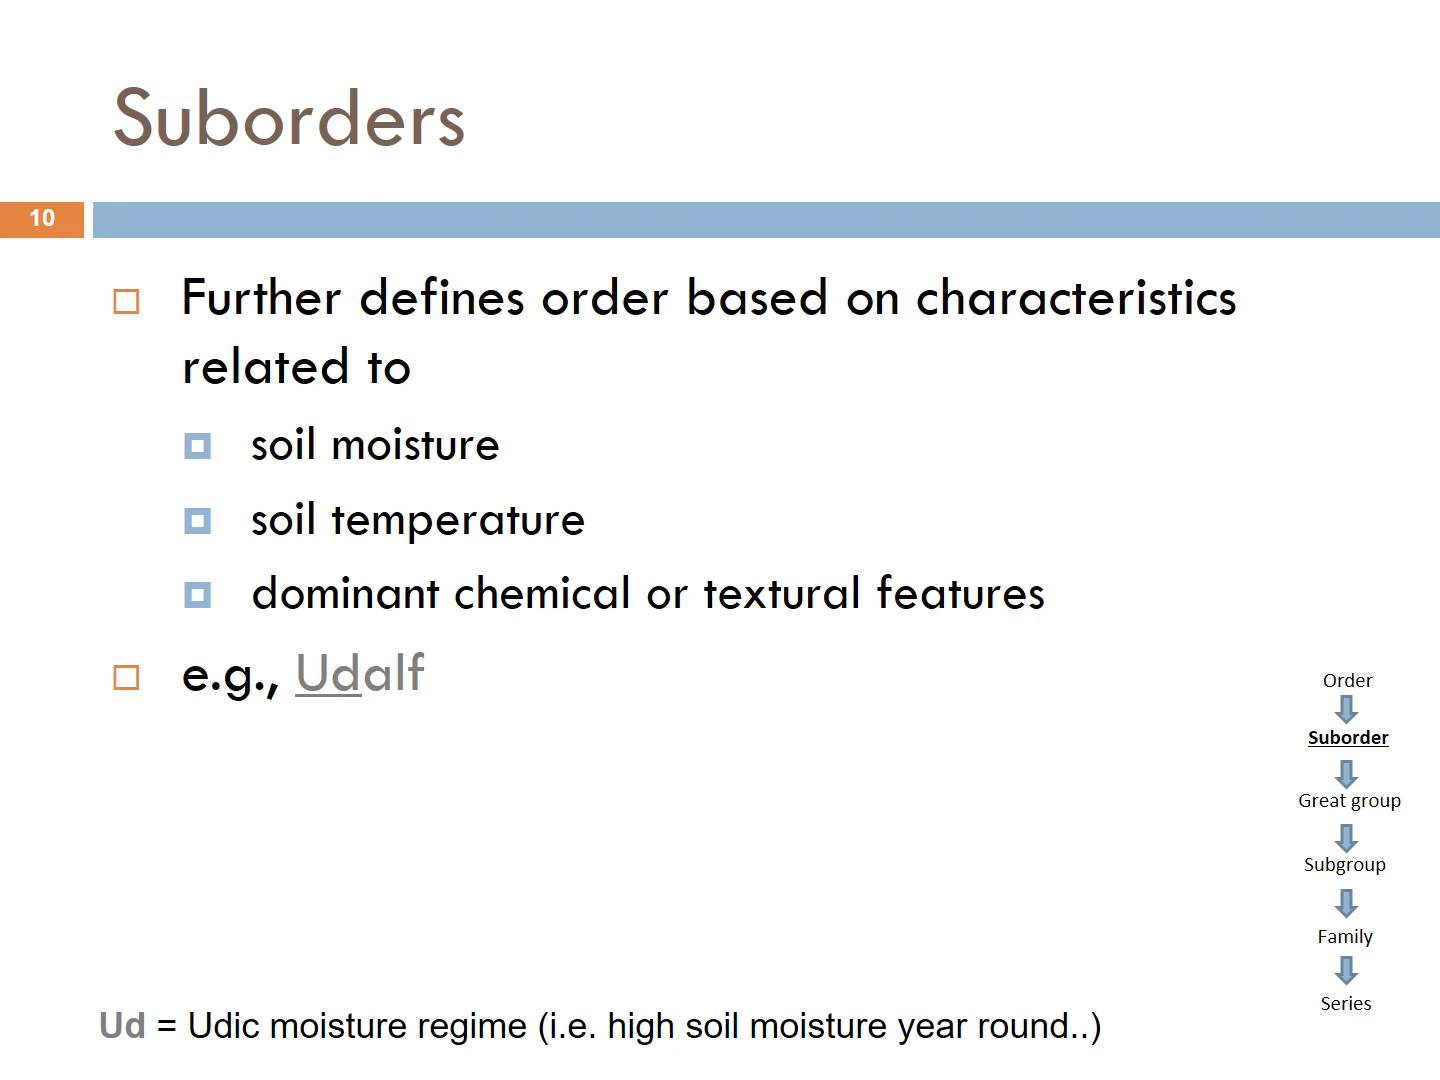 Suborders
10
Further defines order based on characteristics
related to
soil moisture
soil temperature
dominant chemical or textural features
e.g., Udalf
Order
Suborder
Great group
Subgroup
Family
Series
Ud = Udic moisture regime (i.e. high soil moisture year round..)